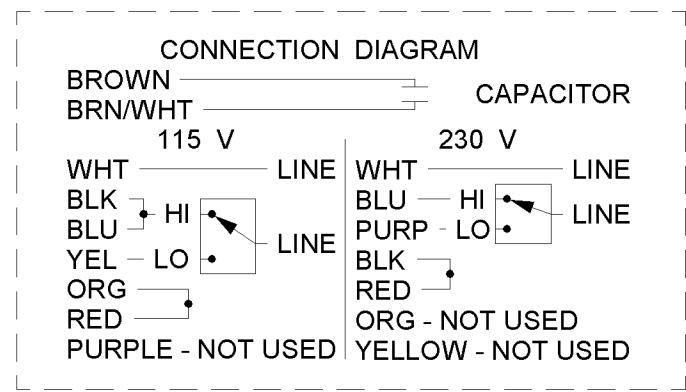 CONNECTION DIAGRAM
BROWN
BRN/WHT
CAPACITOR
115 V
WHT LINE
BLK
BLU
HI
LINE
YEL LO
ORG
RED
PURPLE - NOT USED
230 V
WHT LINE
BLU HI
LINE
PURP - LO
BLK
RED
ORG - NOT USED
YELLOW - NOT USED